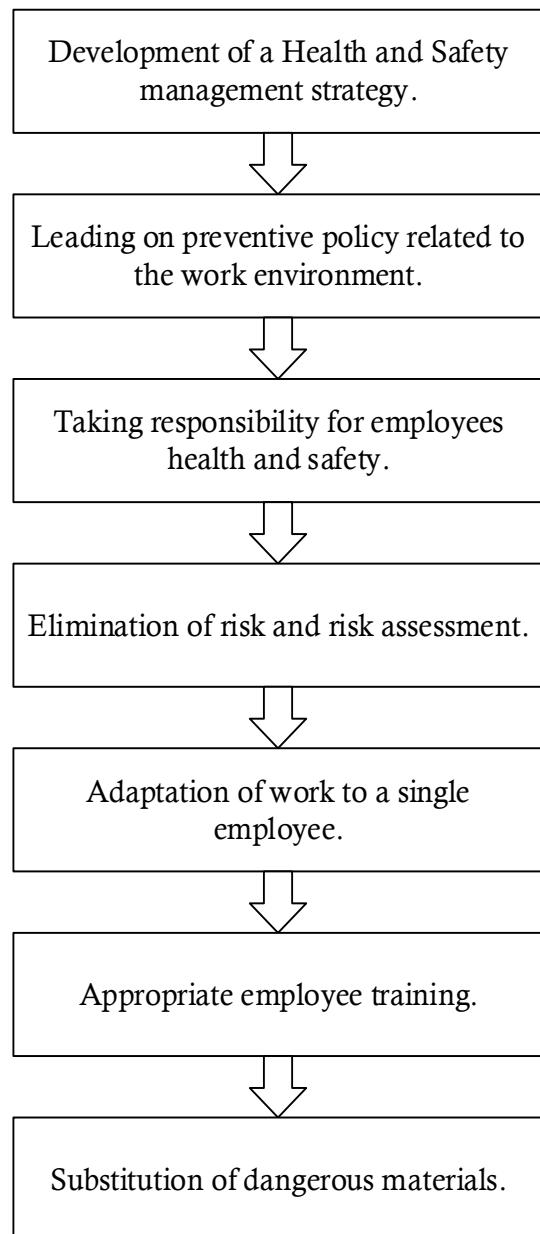 Development of a Health and Safety
management strategy.
Leading on preventive policy related to
the work environment.
Taking responsibility for employees
health and safety.
Elimination of risk and risk assessment.
Adaptation of work to a single
employee.
Appropriate employee training.
Substitution of dangerous materials.